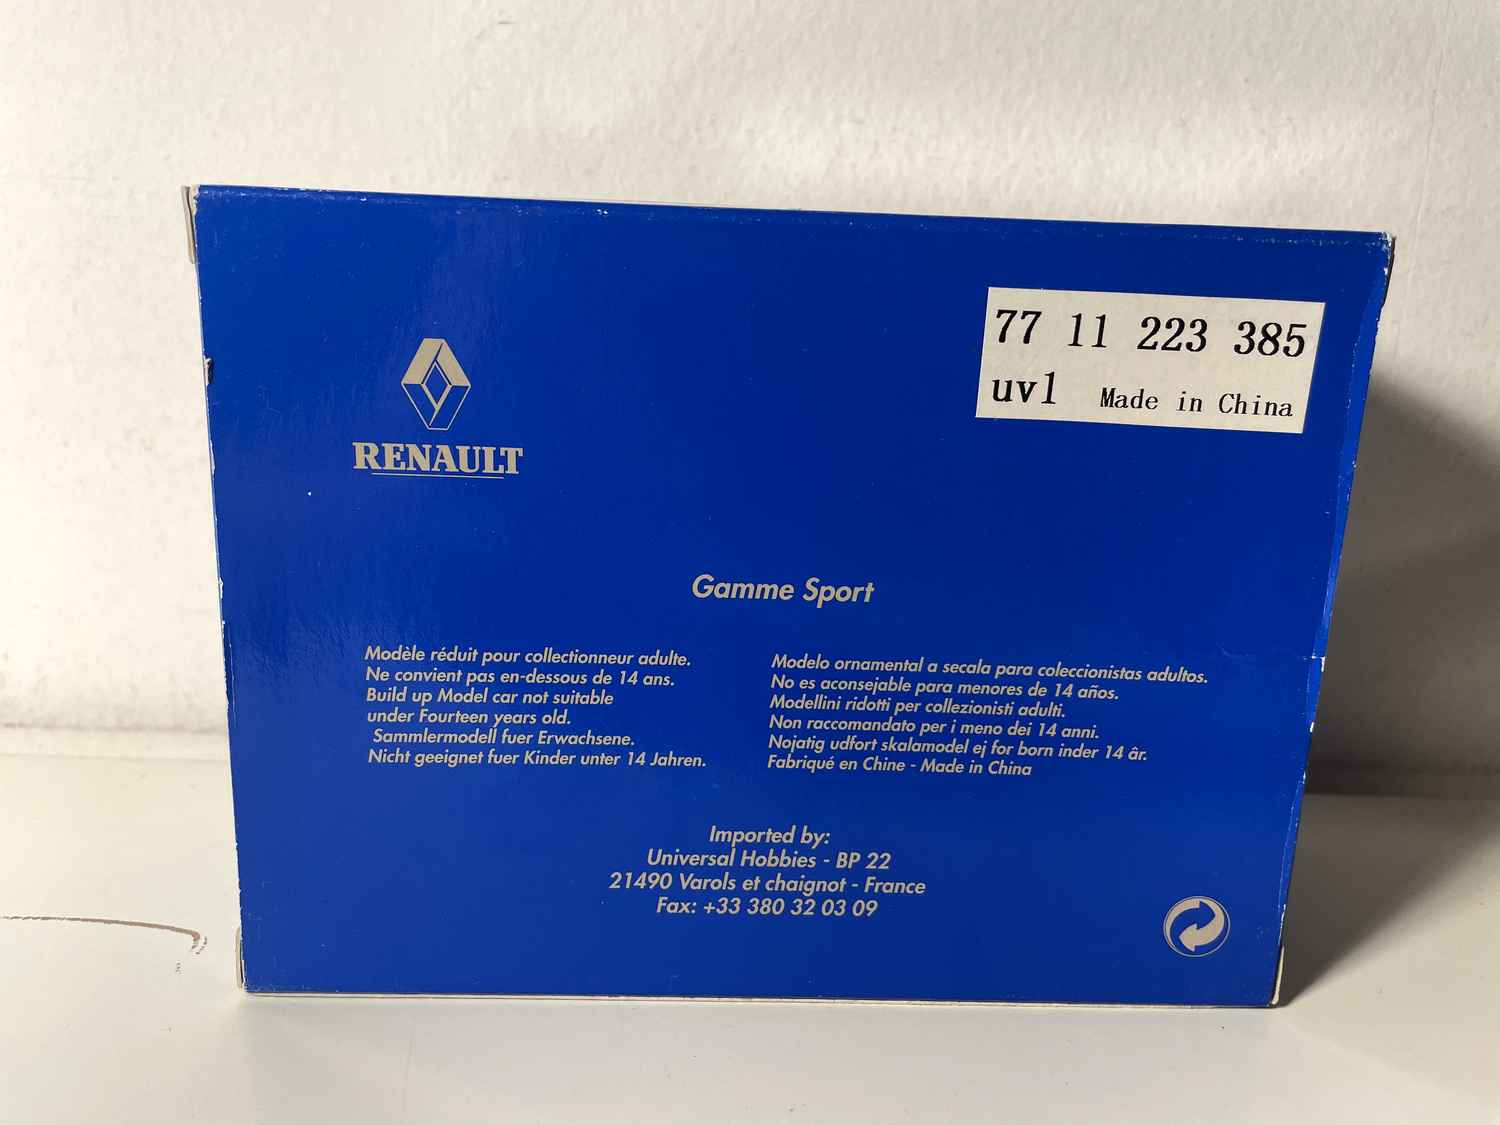 77 11 223 385
uv1 Made in China
RENAULT
Gamme Sport
Modèle réduit pour collectionneur adulte.
Ne convient pas en-dessous de 14 ans.
Build up Model car not suitable
under Fourteen years old.
Sammlermodell fuer Erwachsene.
Nicht geeignet fuer Kinder unter 14 Jahren.
Modelo ornamental a secala para coleccionistas adultos.
No es aconsejable para menores de 14 años.
Modellini ridotti per collezionisti adulti.
Non raccomandato per i meno dei 14 anni.
Nojatig udfort skalamodel ej for born inder 14 âr.
Fabriqué en Chine - Made in China
Imported by:
Universal Hobbies - BP 22
21490 Varols et chaignot - France
Fax: +33 380 32 03 09